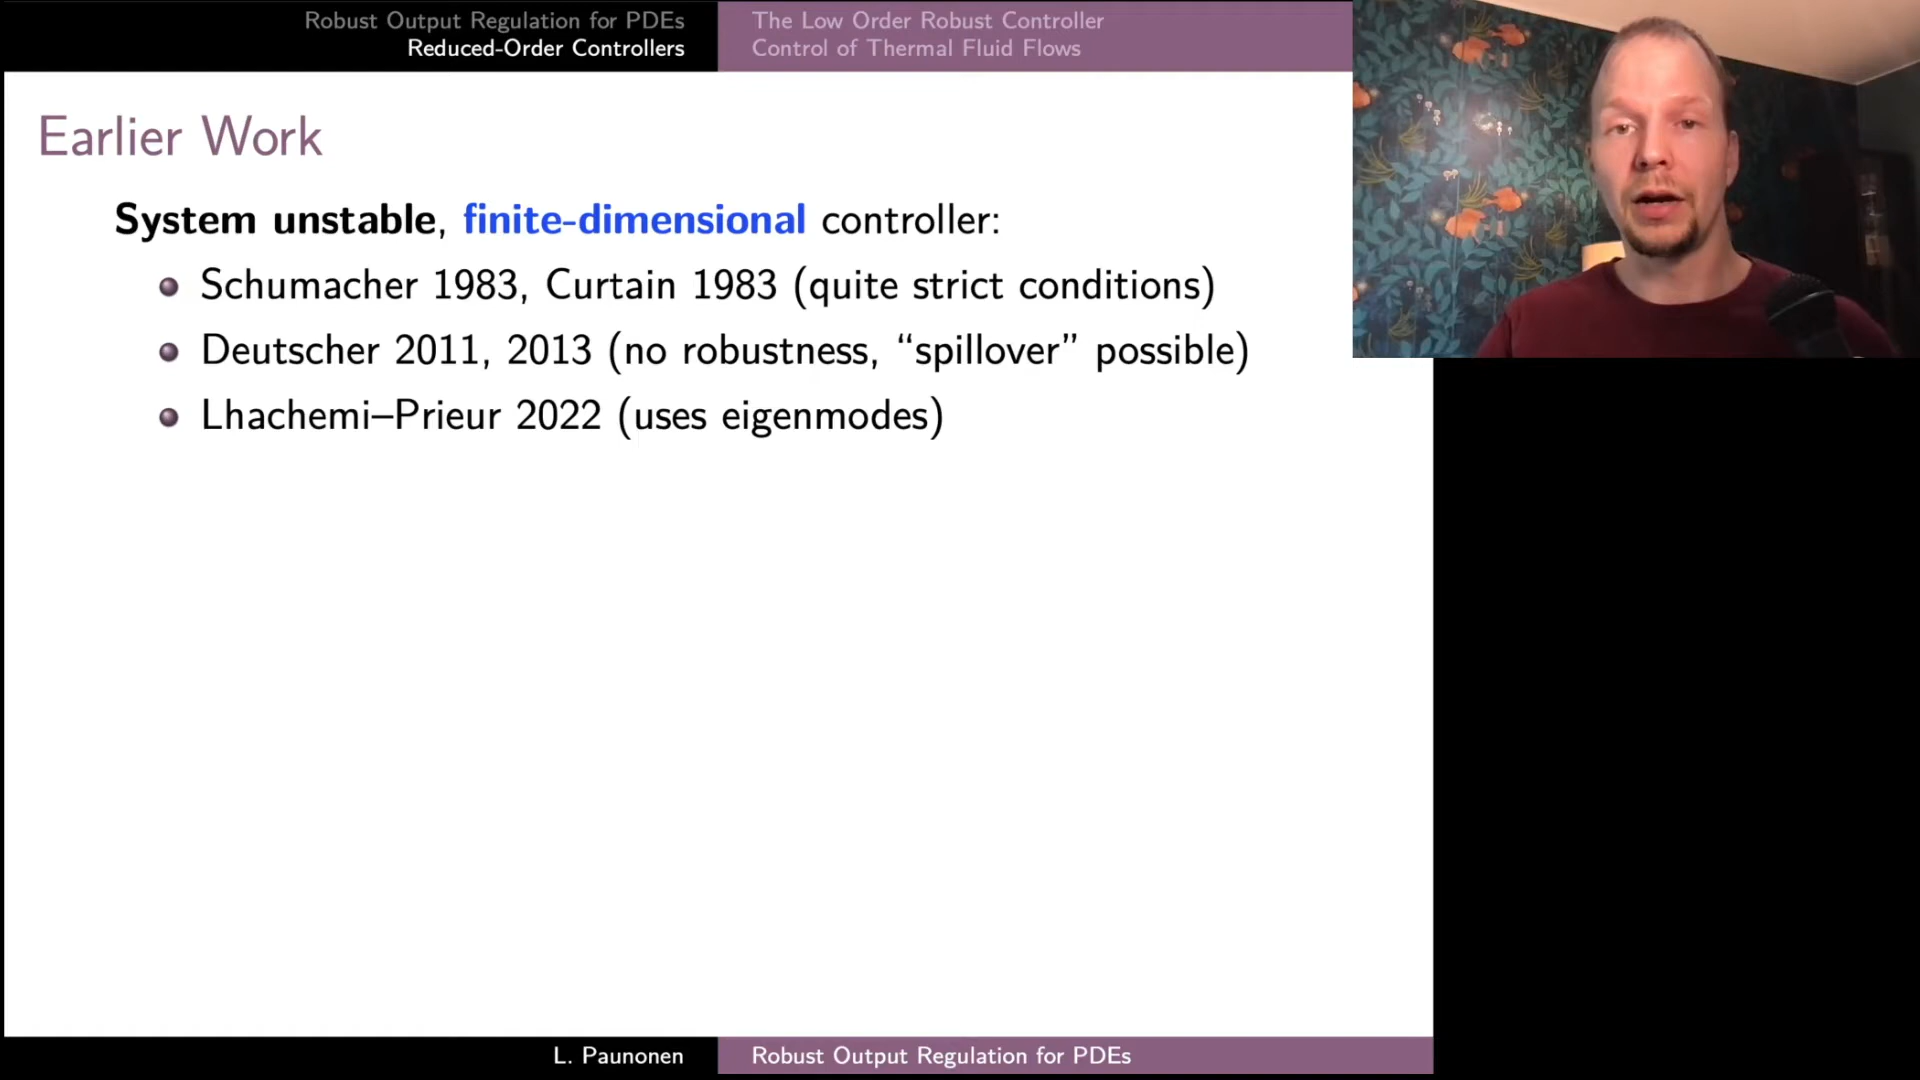 Robust Output Regulation for PDEs
Reduced-Order Controllers
The Low Order Robust Controller
Control of Thermal Fluid Flows
Earlier Work
System unstable, finite-dimensional controller:
Schumacher 1983, Curtain 1983 (quite strict conditions)
Deutscher 2011, 2013 (no robustness, “spillover” possible)
Lhachemi–Prieur 2022 (uses eigenmodes)
L. Paunonen
Robust Output Regulation for PDEs